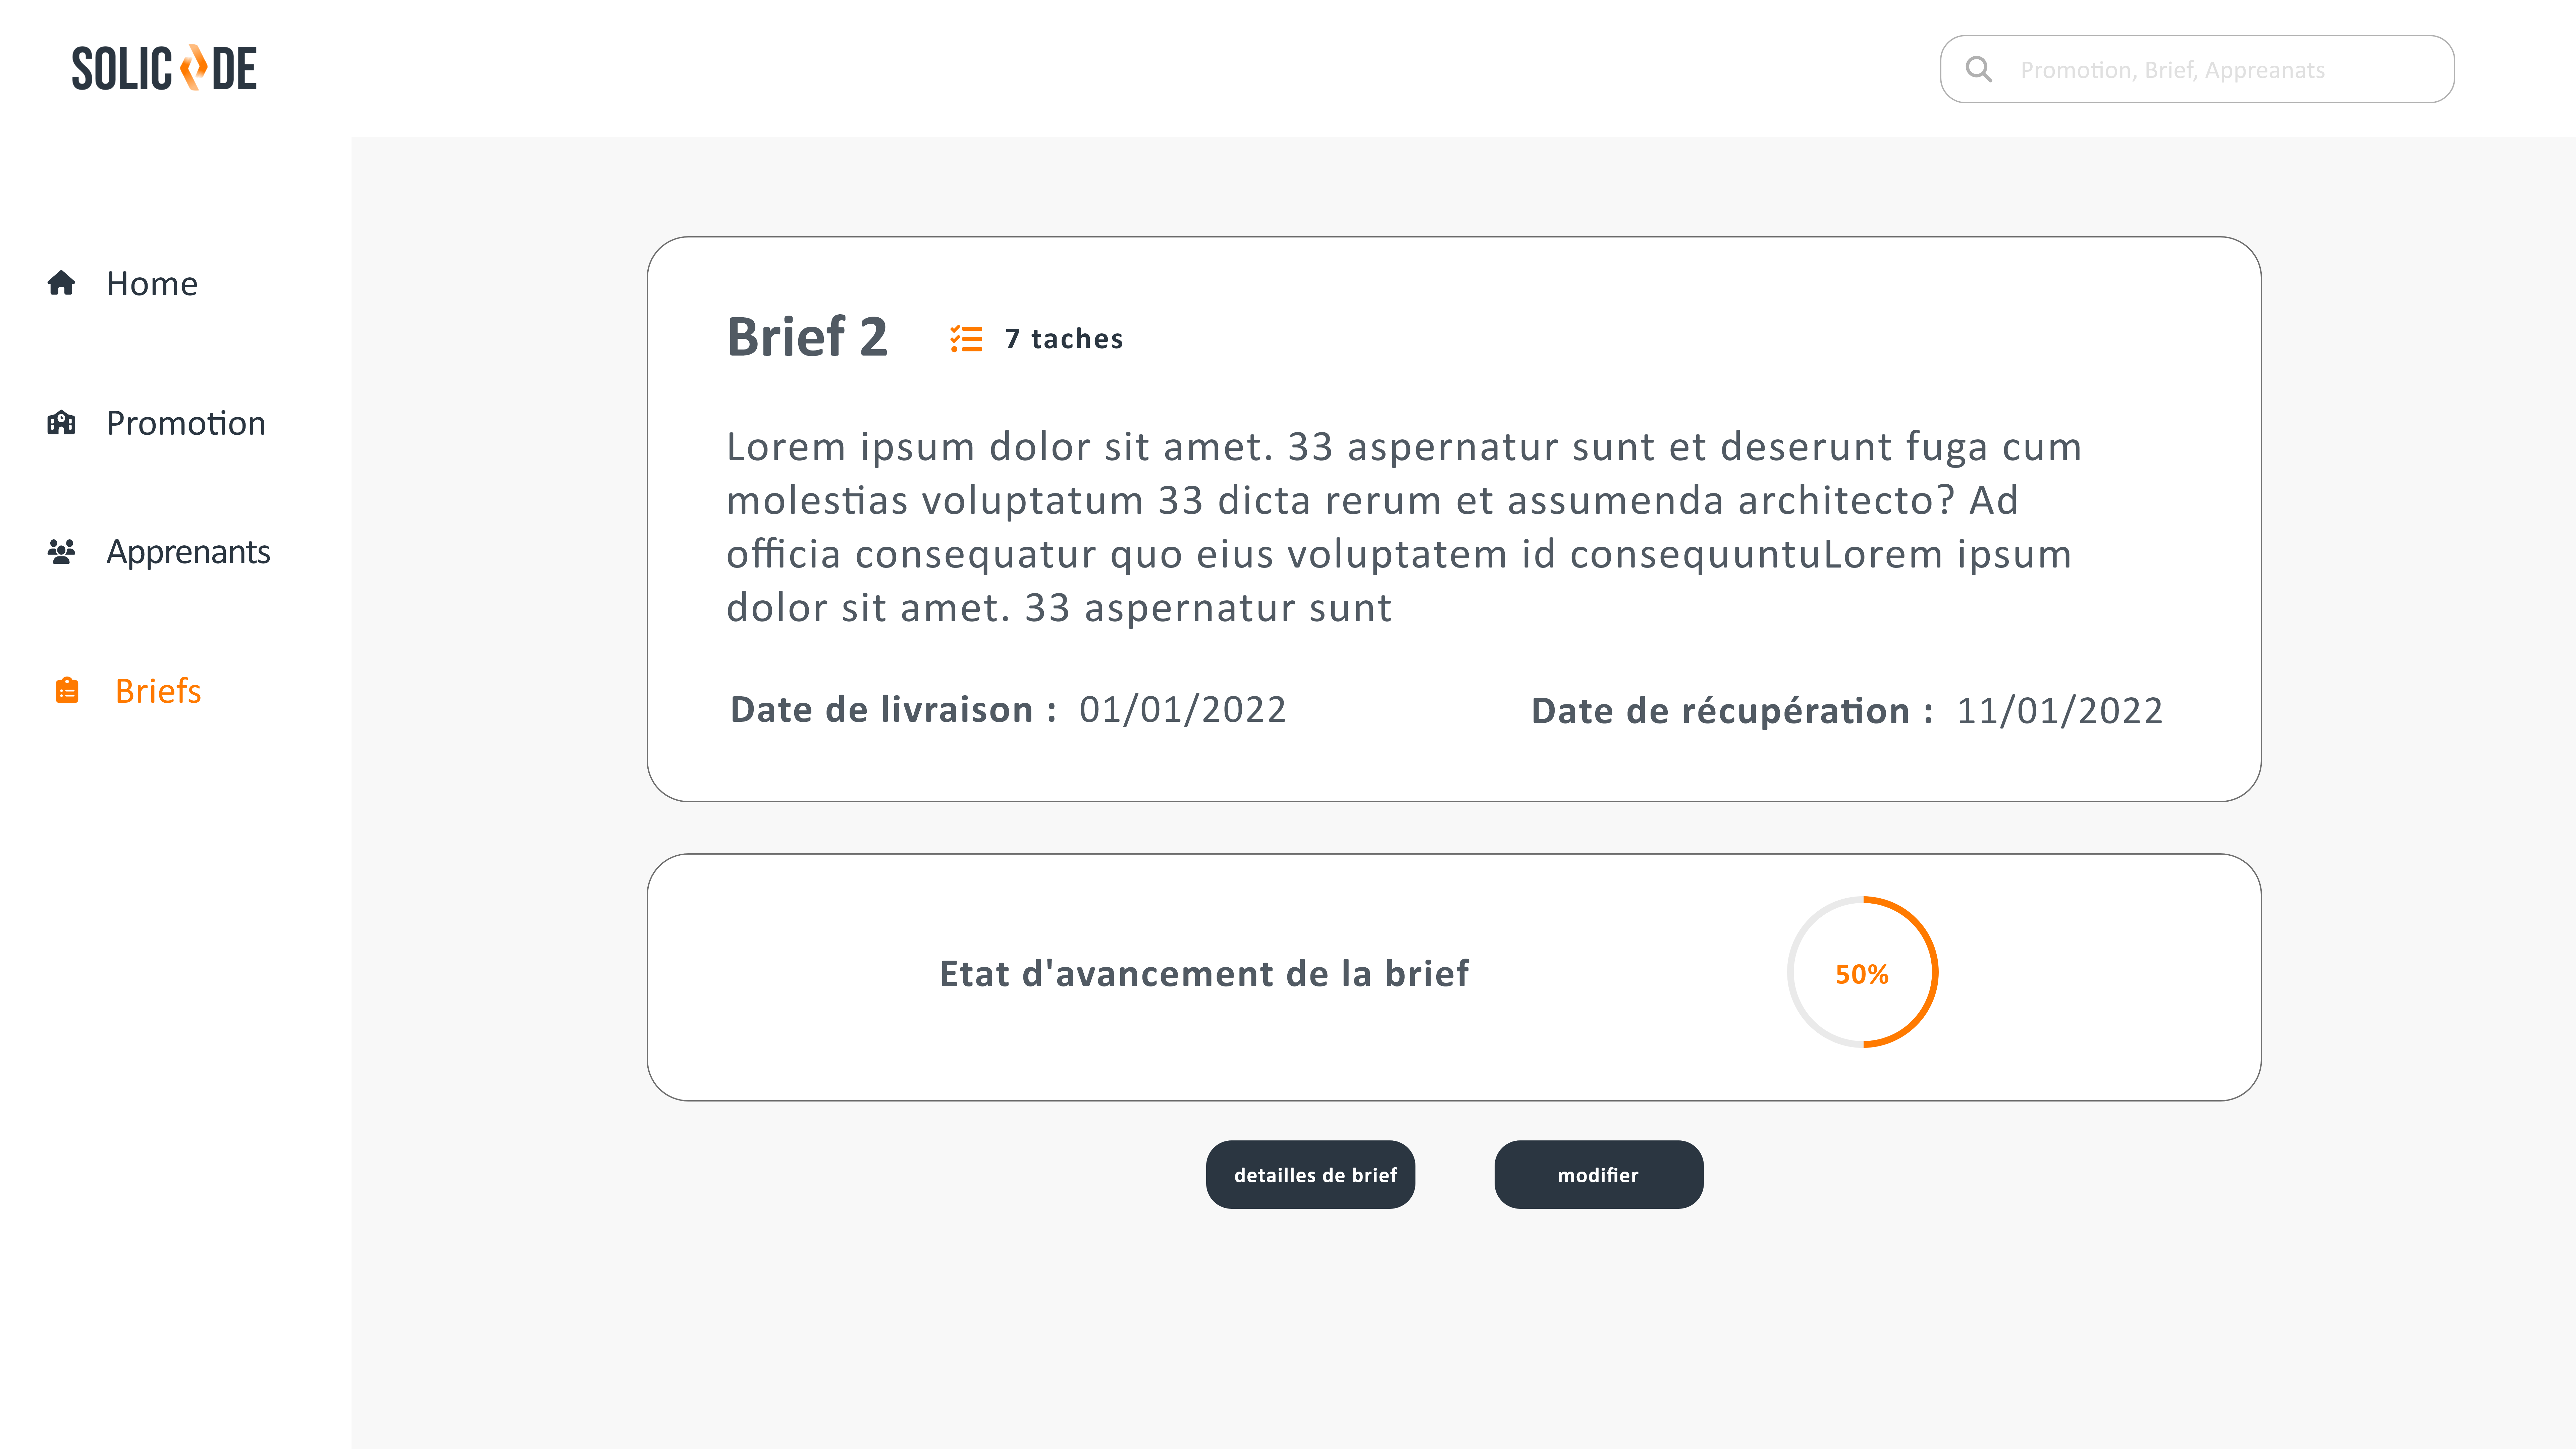 SOLICODE
Promotion, Brief, Appreanats
Home
Promotion
Apprenants
Briefs
Brief 2
7 taches
Lorem ipsum dolor sit amet. 33 aspernatur sunt et deserunt fuga cum
molestias voluptatum 33 dicta rerum et assumenda architecto? Ad
officia consequatur quo eius voluptatem id consequuntuLorem ipsum
dolor sit amet. 33 aspernatur sunt
Date de livraison : 01/01/2022
Date de récupération : 11/01/2022
Etat d'avancement de la brief
50%
detailles de brief
modifier